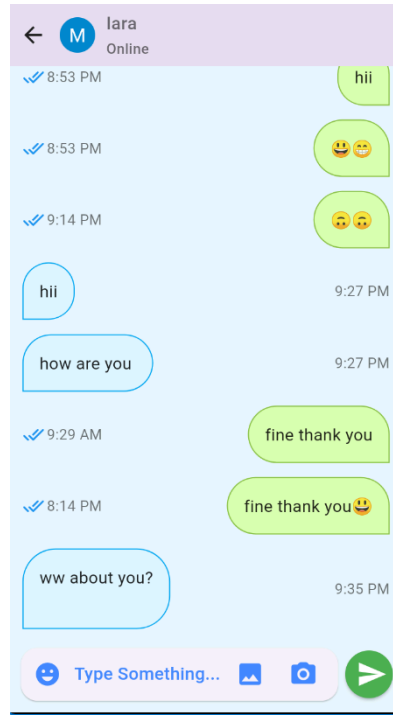 M
lara
Online
8:53 PM
hii
8:53 PM
😃😁
9:14 PM
🙃🙃
hii
9:27 PM
how are you
9:27 PM
9:29 AM
fine thank you
8:14 PM
fine thank you😃
ww about you?
9:35 PM
Type Something...